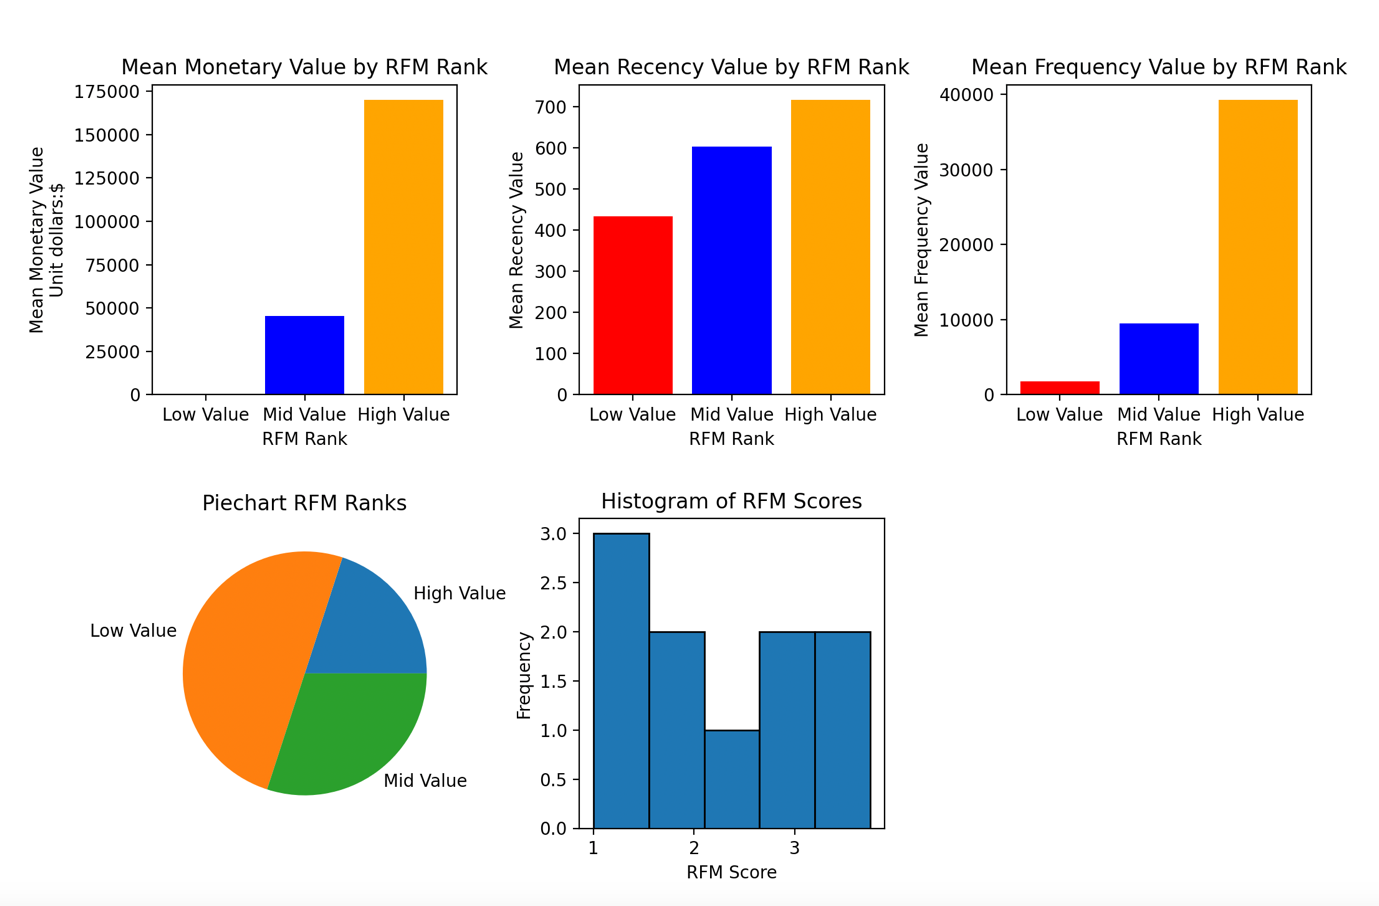 Mean Monetary Value by RFM Rank
Mean Monetary Value
Unit dollars:$
175000
150000
125000
100000
75000
50000
25000
0
Low Value
Mid Value
High Value
RFM Rank
Mean Recency Value by RFM Rank
Mean Recency Value
700
600
500
400
300
200
100
0
Low Value
Mid Value
High Value
RFM Rank
Mean Frequency Value by RFM Rank
Mean Frequency Value
40000
30000
20000
10000
0
Low Value
Mid Value
High Value
RFM Rank
Piechart RFM Ranks
High Value
Low Value
Mid Value
Histogram of RFM Scores
Frequency
3.0
2.5
2.0
1.5
1.0
0.5
0.0
1
2
3
RFM Score